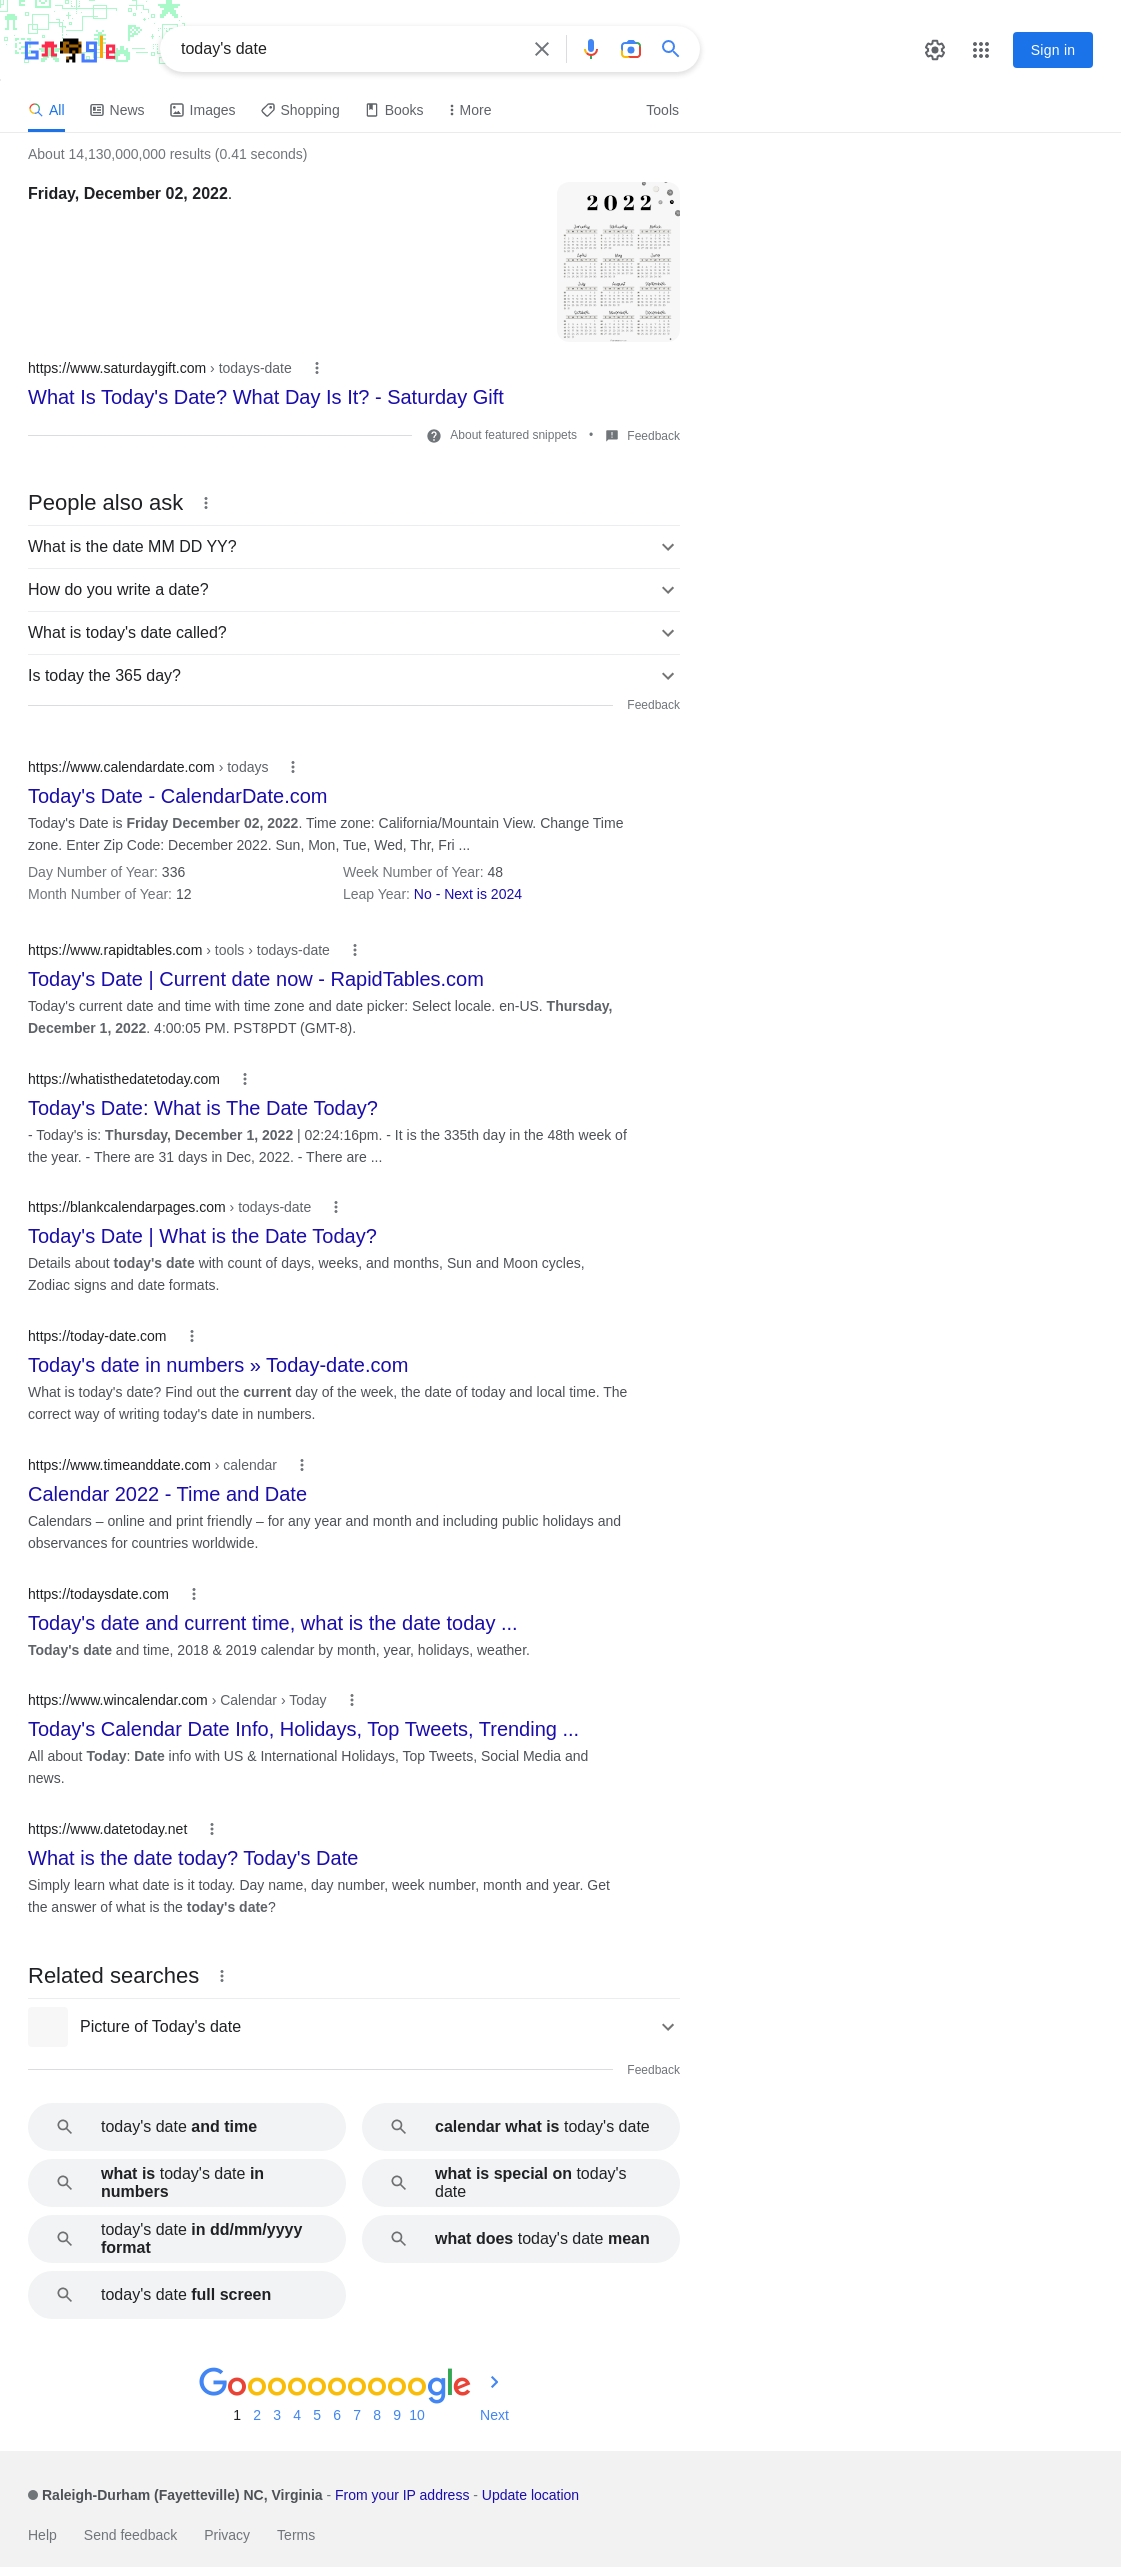 Google
today's date
Sign in
All
News
Images
Shopping
Books
More
Tools
About 14,130,000,000 results (0.41 seconds)
Friday, December 02, 2022.
2022
https://www.saturdaygift.com › todays-date
What Is Today's Date? What Day Is It? - Saturday Gift
About featured snippets • Feedback
People also ask
What is the date MM DD YY?
How do you write a date?
What is today's date called?
Is today the 365 day?
Feedback
https://www.calendardate.com › todays
Today's Date - CalendarDate.com
Today's Date is Friday December 02, 2022. Time zone: California/Mountain View. Change Time
zone. Enter Zip Code: December 2022. Sun, Mon, Tue, Wed, Thr, Fri ...
Day Number of Year: 336 Week Number of Year: 48
Month Number of Year: 12 Leap Year: No - Next is 2024
https://www.rapidtables.com › tools › todays-date
Today's Date | Current date now - RapidTables.com
Today's current date and time with time zone and date picker: Select locale. en-US. Thursday,
December 1, 2022. 4:00:05 PM. PST8PDT (GMT-8).
https://whatisthedatetoday.com
Today's Date: What is The Date Today?
- Today's is: Thursday, December 1, 2022 | 02:24:16pm. - It is the 335th day in the 48th week of
the year. - There are 31 days in Dec, 2022. - There are ...
https://blankcalendarpages.com › todays-date
Today's Date | What is the Date Today?
Details about today's date with count of days, weeks, and months, Sun and Moon cycles,
Zodiac signs and date formats.
https://today-date.com
Today's date in numbers » Today-date.com
What is today's date? Find out the current day of the week, the date of today and local time. The
correct way of writing today's date in numbers.
https://www.timeanddate.com › calendar
Calendar 2022 - Time and Date
Calendars – online and print friendly – for any year and month and including public holidays and
observances for countries worldwide.
https://todaysdate.com
Today's date and current time, what is the date today ...
Today's date and time, 2018 & 2019 calendar by month, year, holidays, weather.
https://www.wincalendar.com › Calendar › Today
Today's Calendar Date Info, Holidays, Top Tweets, Trending ...
All about Today: Date info with US & International Holidays, Top Tweets, Social Media and
news.
https://www.datetoday.net
What is the date today? Today's Date
Simply learn what date is it today. Day name, day number, week number, month and year. Get
the answer of what is the today's date?
Related searches
Picture of Today's date
Feedback
today's date and time
calendar what is today's date
what is today's date in
numbers
what is special on today's
date
today's date in dd/mm/yyyy
format
what does today's date mean
today's date full screen
Goooooooooogle
1 2 3 4 5 6 7 8 9 10 Next
Raleigh-Durham (Fayetteville) NC, Virginia - From your IP address - Update location
Help Send feedback Privacy Terms